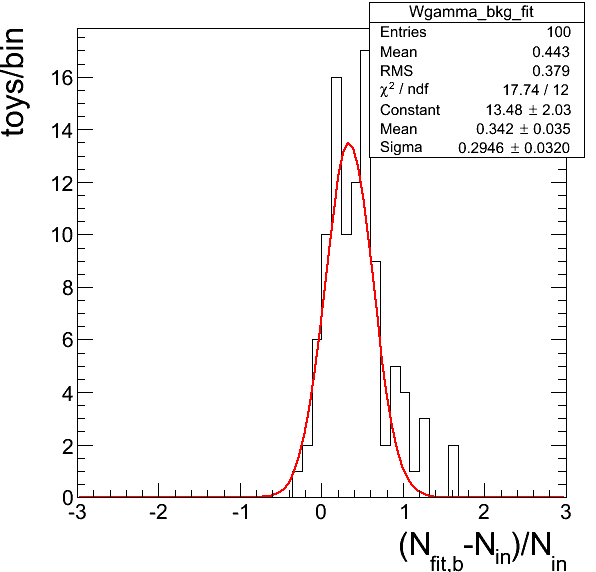 Wgamma_bkg_fit
Entries 100
Mean 0.443
RMS 0.379
χ² / ndf 17.74 / 12
Constant 13.48 ± 2.03
Mean 0.342 ± 0.035
Sigma 0.2946 ± 0.0320
toys/bin
16
14
12
10
8
6
4
2
0
-3 -2 -1 0 1 2 3
(N_fit,b-N_in)/N_in